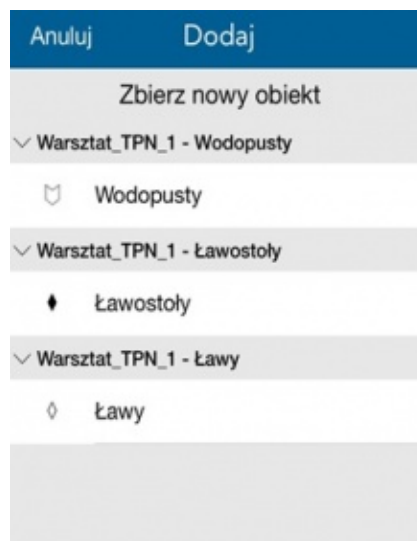 Anuluj Dodaj
Zbierz nowy obiekt
Warsztat_TPN_1 - Wodopusty
Wodopusty
Warsztat_TPN_1 - Ławostoły
Ławostoły
Warsztat_TPN_1 - Ławy
Ławy